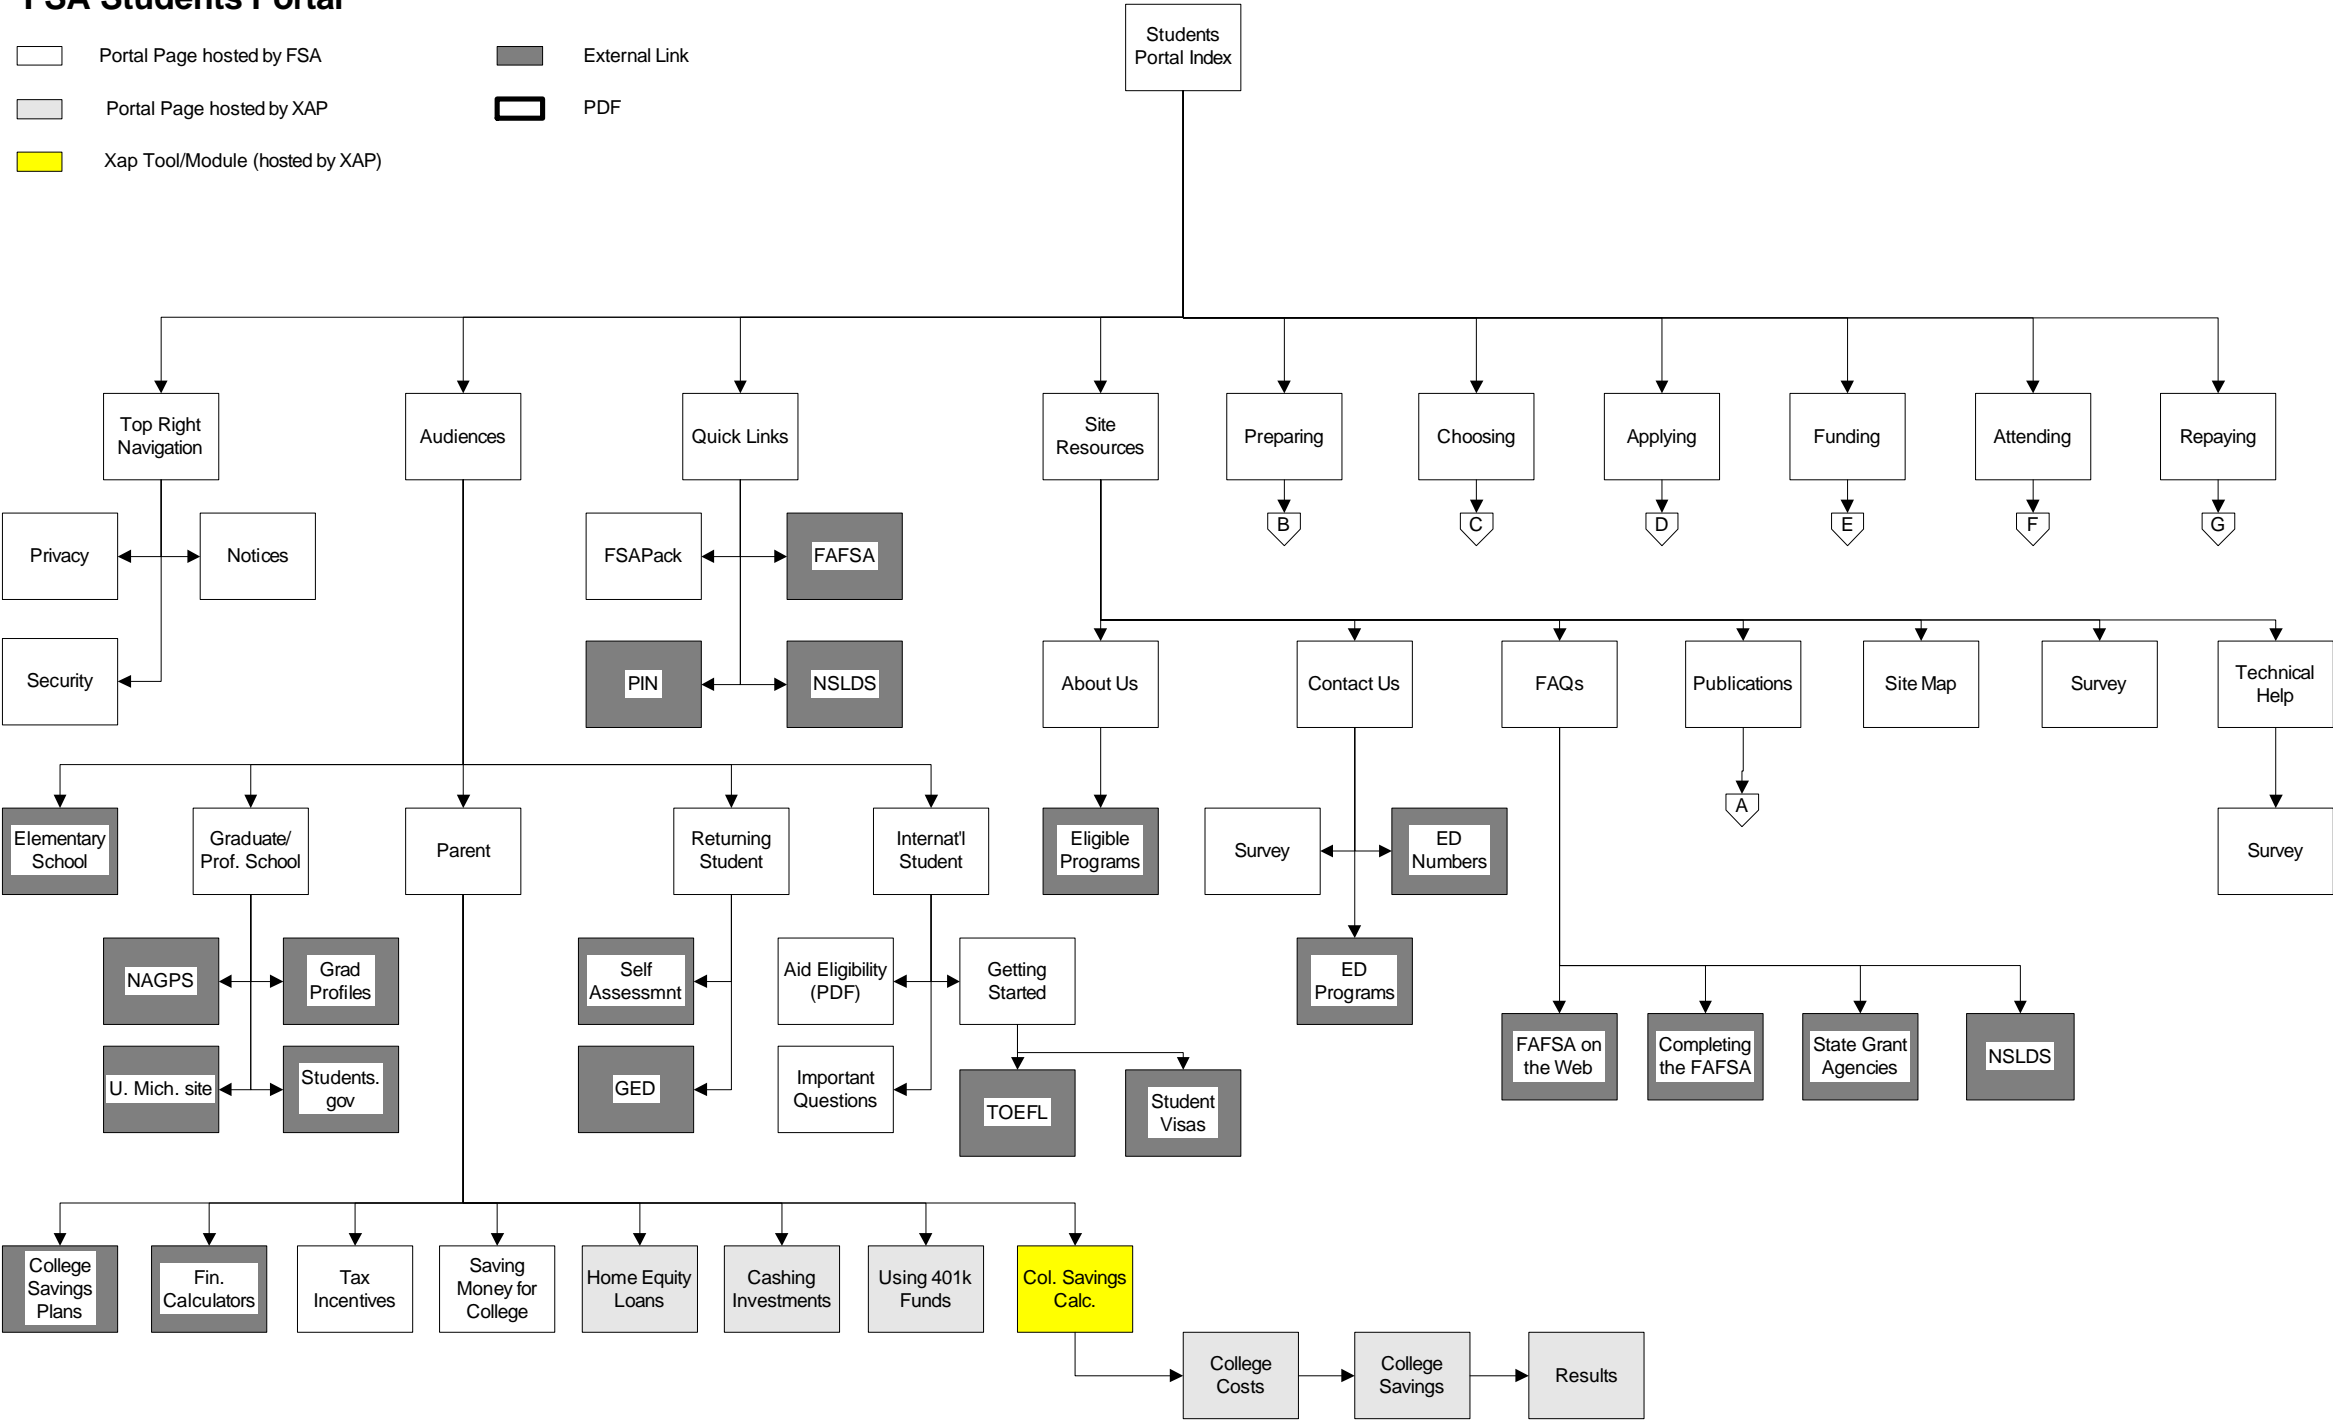 FSA Students Portal
Portal Page hosted by FSA
External Link
Portal Page hosted by XAP
PDF
Xap Tool/Module (hosted by XAP)
Students
Portal Index
Top Right
Navigation
Audiences
Quick Links
Site
Resources
Preparing
Choosing
Applying
Funding
Attending
Repaying
B
C
D
E
F
G
Privacy
Notices
FSAPack
FAFSA
Security
PIN
NSLDS
About Us
Contact Us
FAQs
Publications
Site Map
Survey
Technical
Help
A
Elementary
School
Graduate/
Prof. School
Parent
Returning
Student
Internat'l
Student
Eligible
Programs
Survey
ED
Numbers
Survey
NAGPS
Grad
Profiles
Self
Assessmnt
Aid Eligibility
(PDF)
Getting
Started
ED
Programs
U. Mich. site
Students.
gov
GED
Important
Questions
TOEFL
Student
Visas
FAFSA on
the Web
Completing
the FAFSA
State Grant
Agencies
NSLDS
College
Savings
Plans
Fin.
Calculators
Tax
Incentives
Saving
Money for
College
Home Equity
Loans
Cashing
Investments
Using 401k
Funds
Col. Savings
Calc.
College
Costs
College
Savings
Results